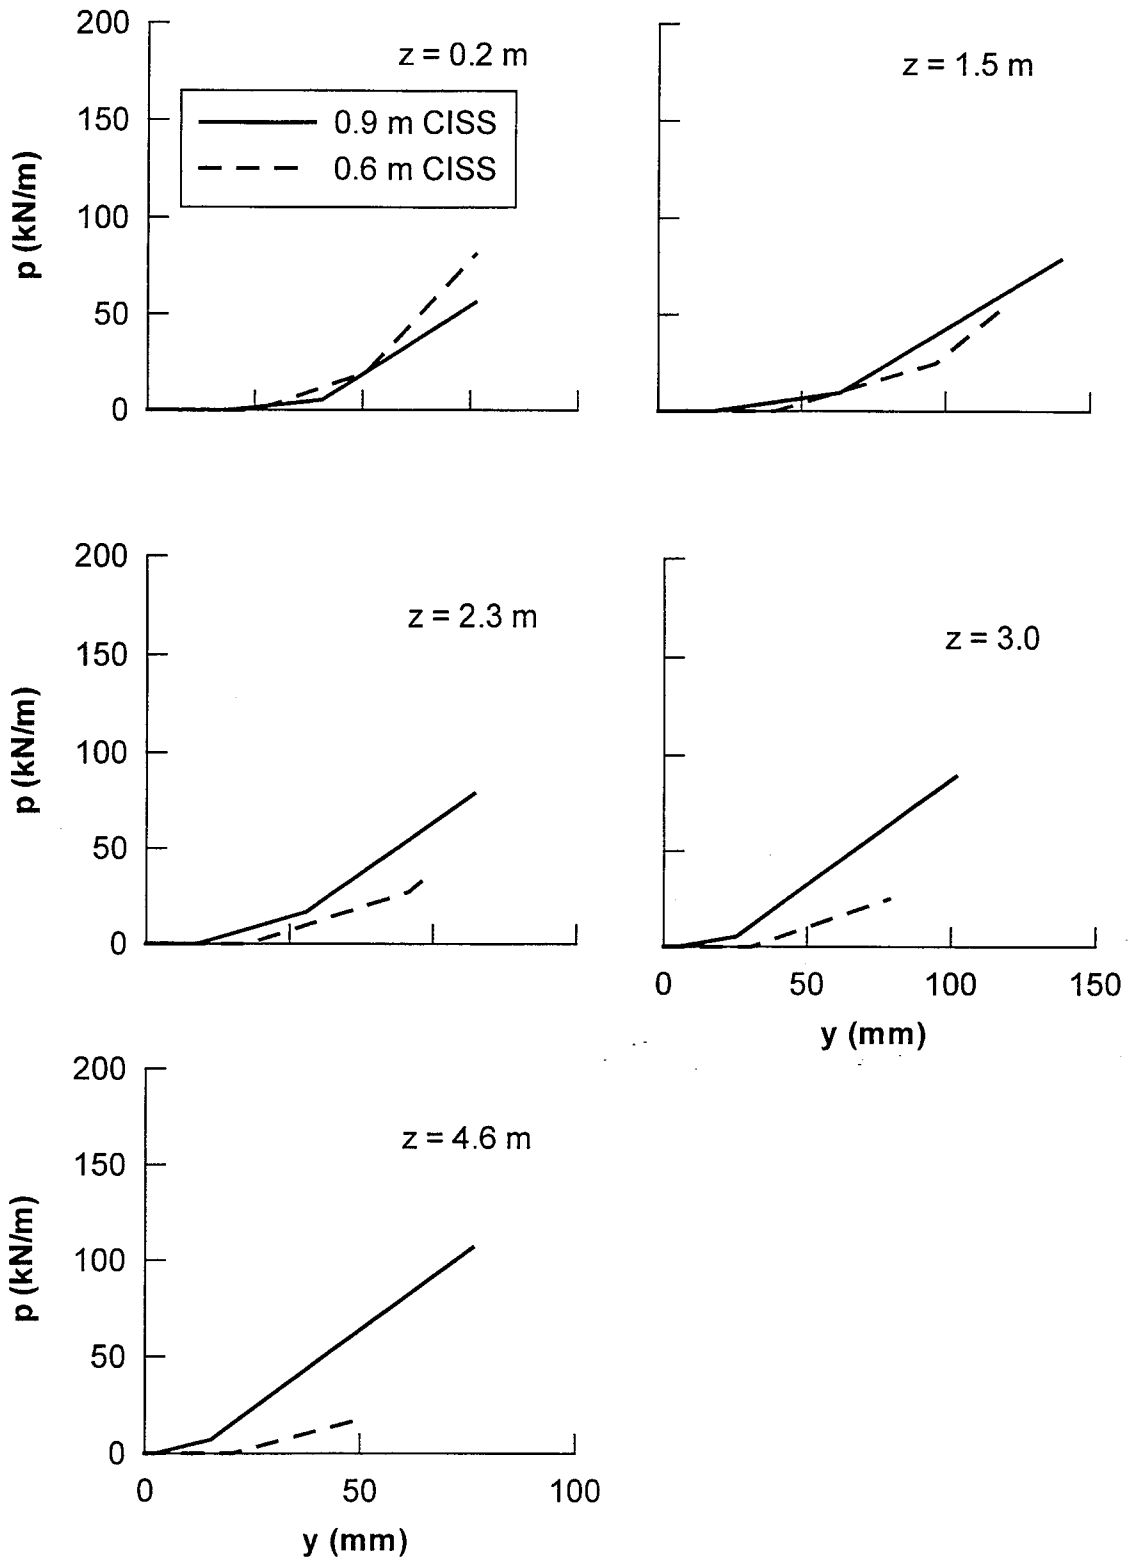 200
z = 0.2 m
z = 1.5 m
0.9 m CISS
150
0.6 m CISS
100
p (kN/m)
50
0
200
z = 2.3 m
z = 3.0
150
p (kN/m)
100
50
0
0 50 100 150
y (mm)
200
z = 4.6 m
150
p (kN/m)
100
50
0
0 50 100
y (mm)